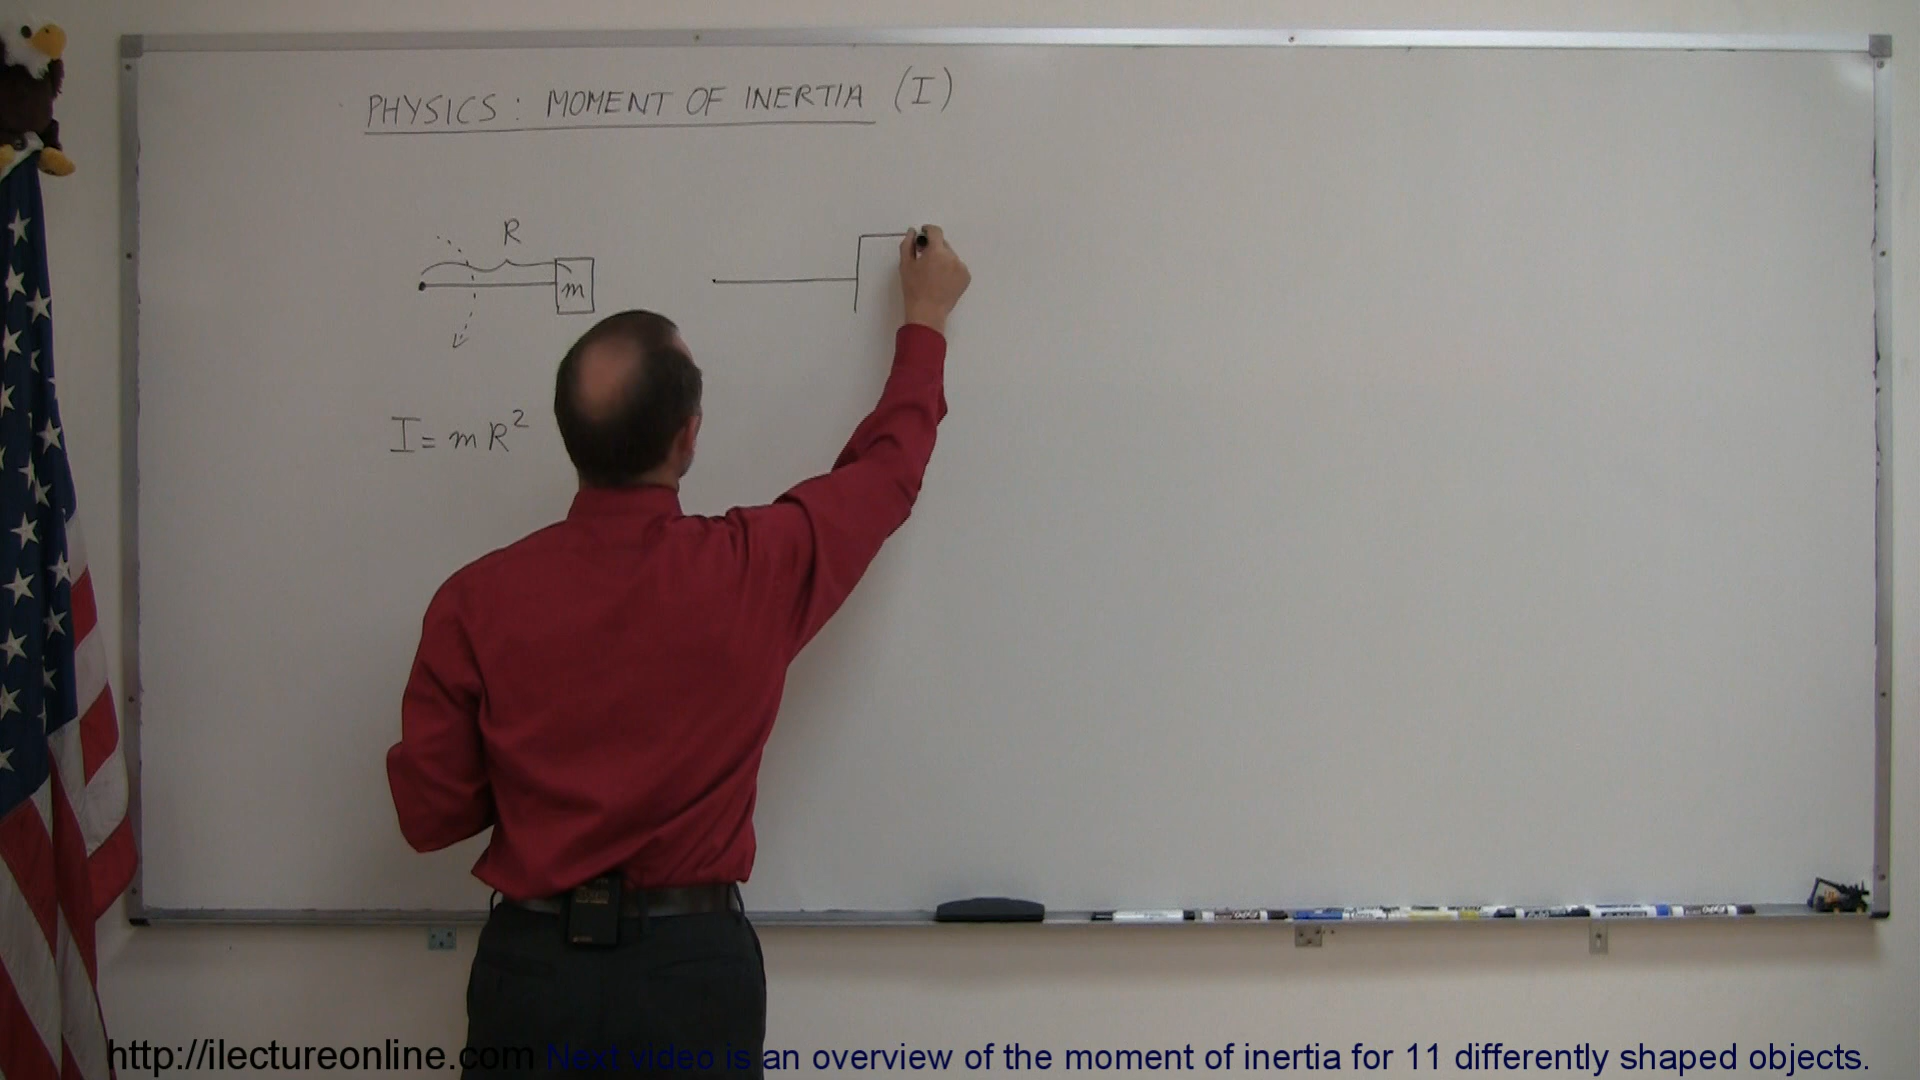 PHYSICS: MOMENT OF INERTIA (I)
R
m
I = mR²
http://ilectureonline.com Next video is an overview of the moment of inertia for 11 differently shaped objects.